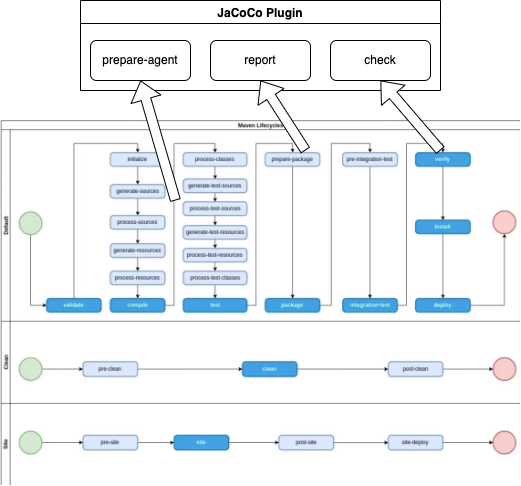 JaCoCo Plugin
prepare-agent
report
check
Maven Lifecycles
Default
initialize
generate-sources
process-sources
generate-resources
process-resources
validate
compile
process-classes
generate-test-sources
process-test-sources
generate-test-resources
process-test-resources
process-test-classes
test
prepare-package
package
pre-integration-test
integration-test
verify
install
deploy
Clean
pre-clean
clean
post-clean
Site
pre-site
site
post-site
site-deploy